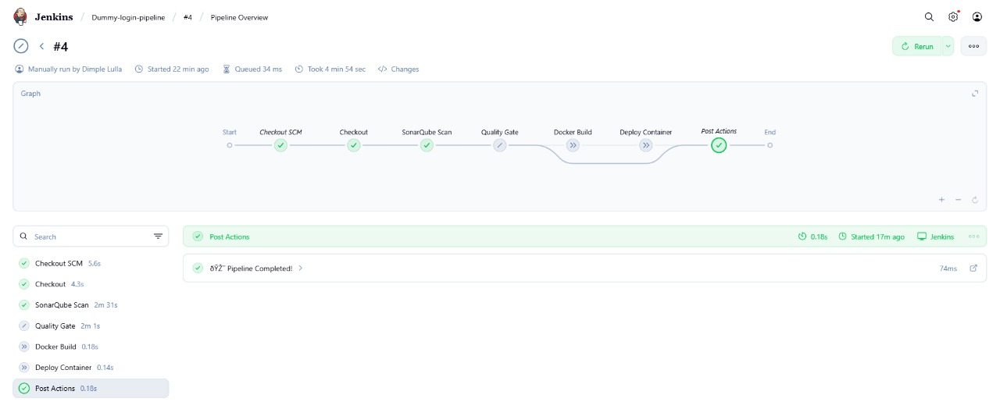 Jenkins / Dummy-login-pipeline / #4 / Pipeline Overview
#4
Rerun
Manually run by Dimple Lulla Started 22 min ago Queued 34 ms Took 4 min 54 sec Changes
Graph
Start Checkout SCM Checkout SonarQube Scan Quality Gate Docker Build Deploy Container Post Actions End
Search
Checkout SCM 5.6s
Checkout 4.3s
SonarQube Scan 2m 31s
Quality Gate 2m 1s
Docker Build 0.18s
Deploy Container 0.14s
Post Actions 0.18s
Post Actions 0.18s Started 17m ago Jenkins
ðŸŽ¯ Pipeline Completed! 74ms